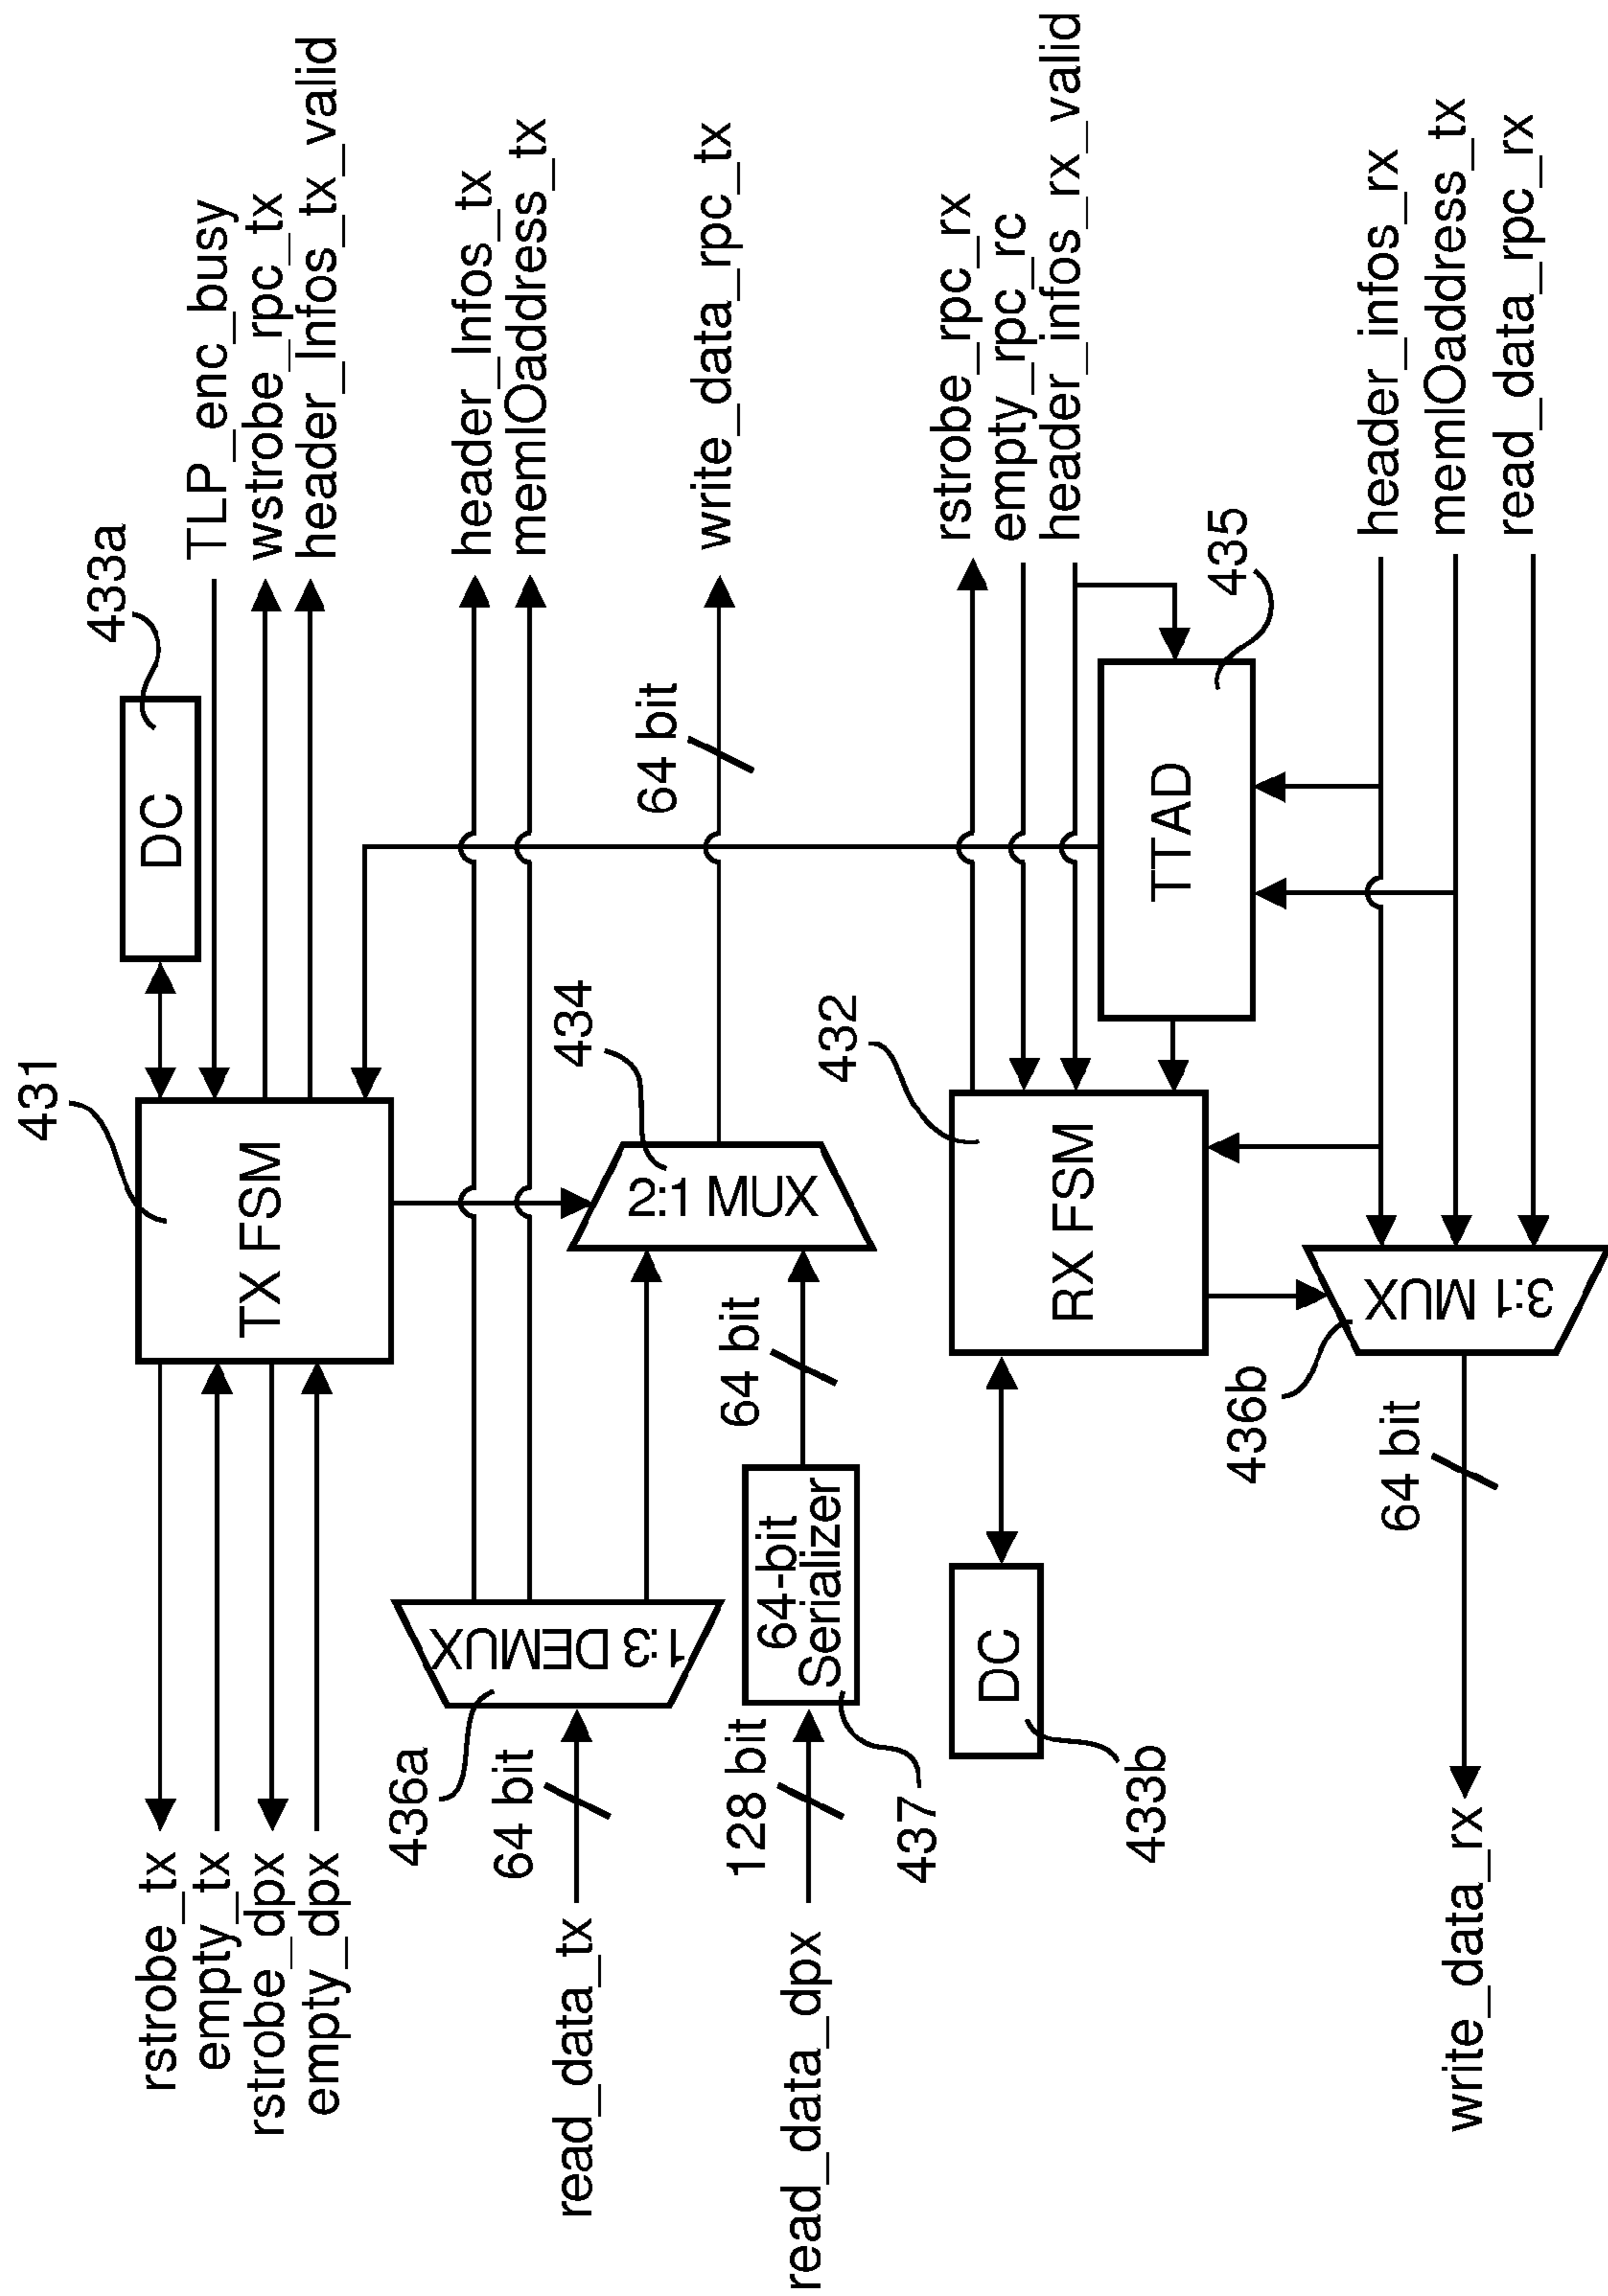 431
433a
DC
TX FSM
TLP_enc_busy
wstrobe_rpc_tx
header_Infos_tx_valid
rstrobe_tx
empty_tx
rstrobe_dpx
empty_dpx
header_Infos_tx
memIOaddress_tx
436a
1:3 DEMUX
64 bit
read_data_tx
434
2:1 MUX
64 bit
write_data_rpc_tx
read_data_dpx
128 bit
64-bit
Serializer
64 bit
437
432
RX FSM
rstrobe_rpc_rx
empty_rpc_rc
header_infos_rx_valid
DC
433b
TTAD
435
436b
3:1 MUX
header_infos_rx
memIOaddress_tx
read_data_rpc_rx
64 bit
write_data_rx